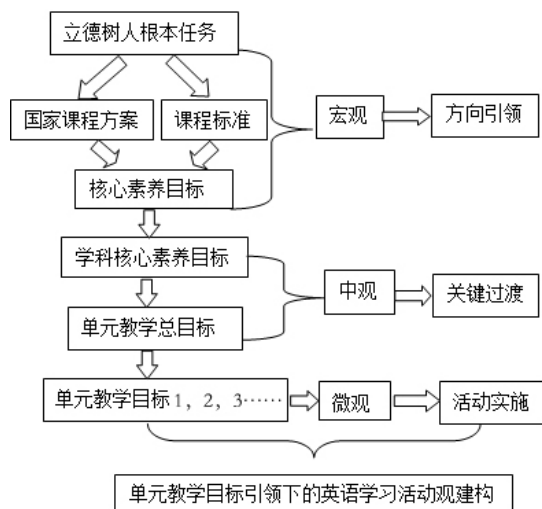 立德树人根本任务
国家课程方案
课程标准
宏观
方向引领
核心素养目标
学科核心素养目标
中观
关键过渡
单元教学总目标
单元教学目标1，2，3……
微观
活动实施
单元教学目标引领下的英语学习活动观建构